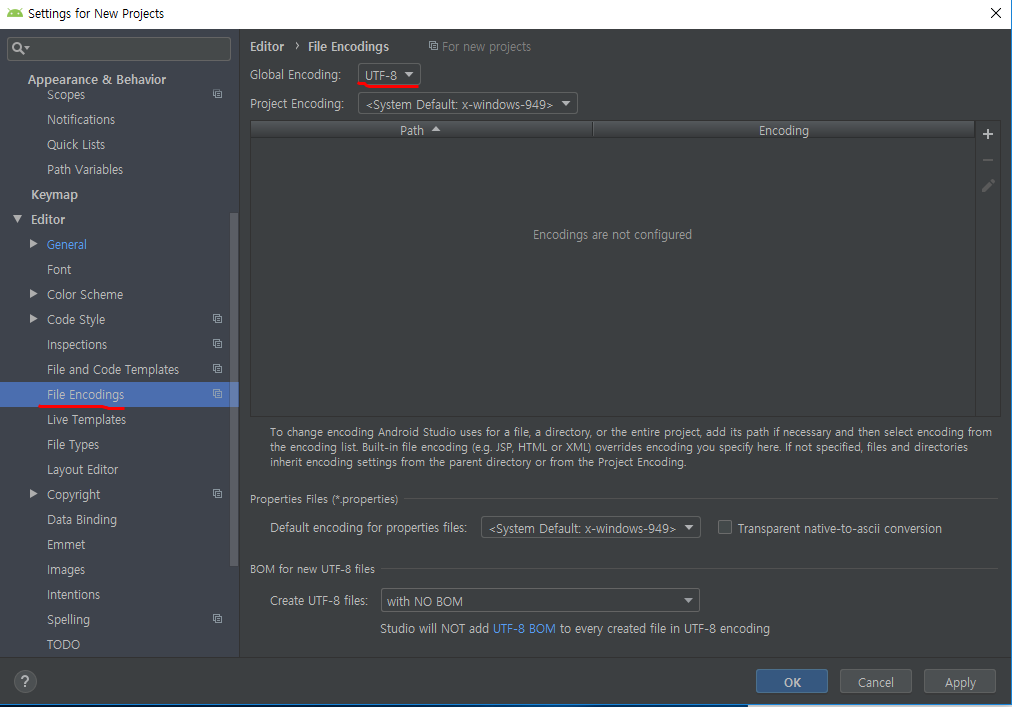 Settings for New Projects
Appearance & Behavior
Scopes
Notifications
Quick Lists
Path Variables
Keymap
Editor
General
Font
Color Scheme
Code Style
Inspections
File and Code Templates
File Encodings
Live Templates
File Types
Layout Editor
Copyright
Data Binding
Emmet
Images
Intentions
Spelling
TODO
?
Editor › File Encodings For new projects
Global Encoding: UTF-8
Project Encoding: <System Default: x-windows-949>
Path Encoding
Encodings are not configured
To change encoding Android Studio uses for a file, a directory, or the entire project, add its path if necessary and then select encoding from
the encoding list. Built-in file encoding (e.g. JSP, HTML or XML) overrides encoding you specify here. If not specified, files and directories
inherit encoding settings from the parent directory or from the Project Encoding.
Properties Files (*.properties)
Default encoding for properties files: <System Default: x-windows-949> Transparent native-to-ascii conversion
BOM for new UTF-8 files
Create UTF-8 files: with NO BOM
Studio will NOT add UTF-8 BOM to every created file in UTF-8 encoding
OK Cancel Apply